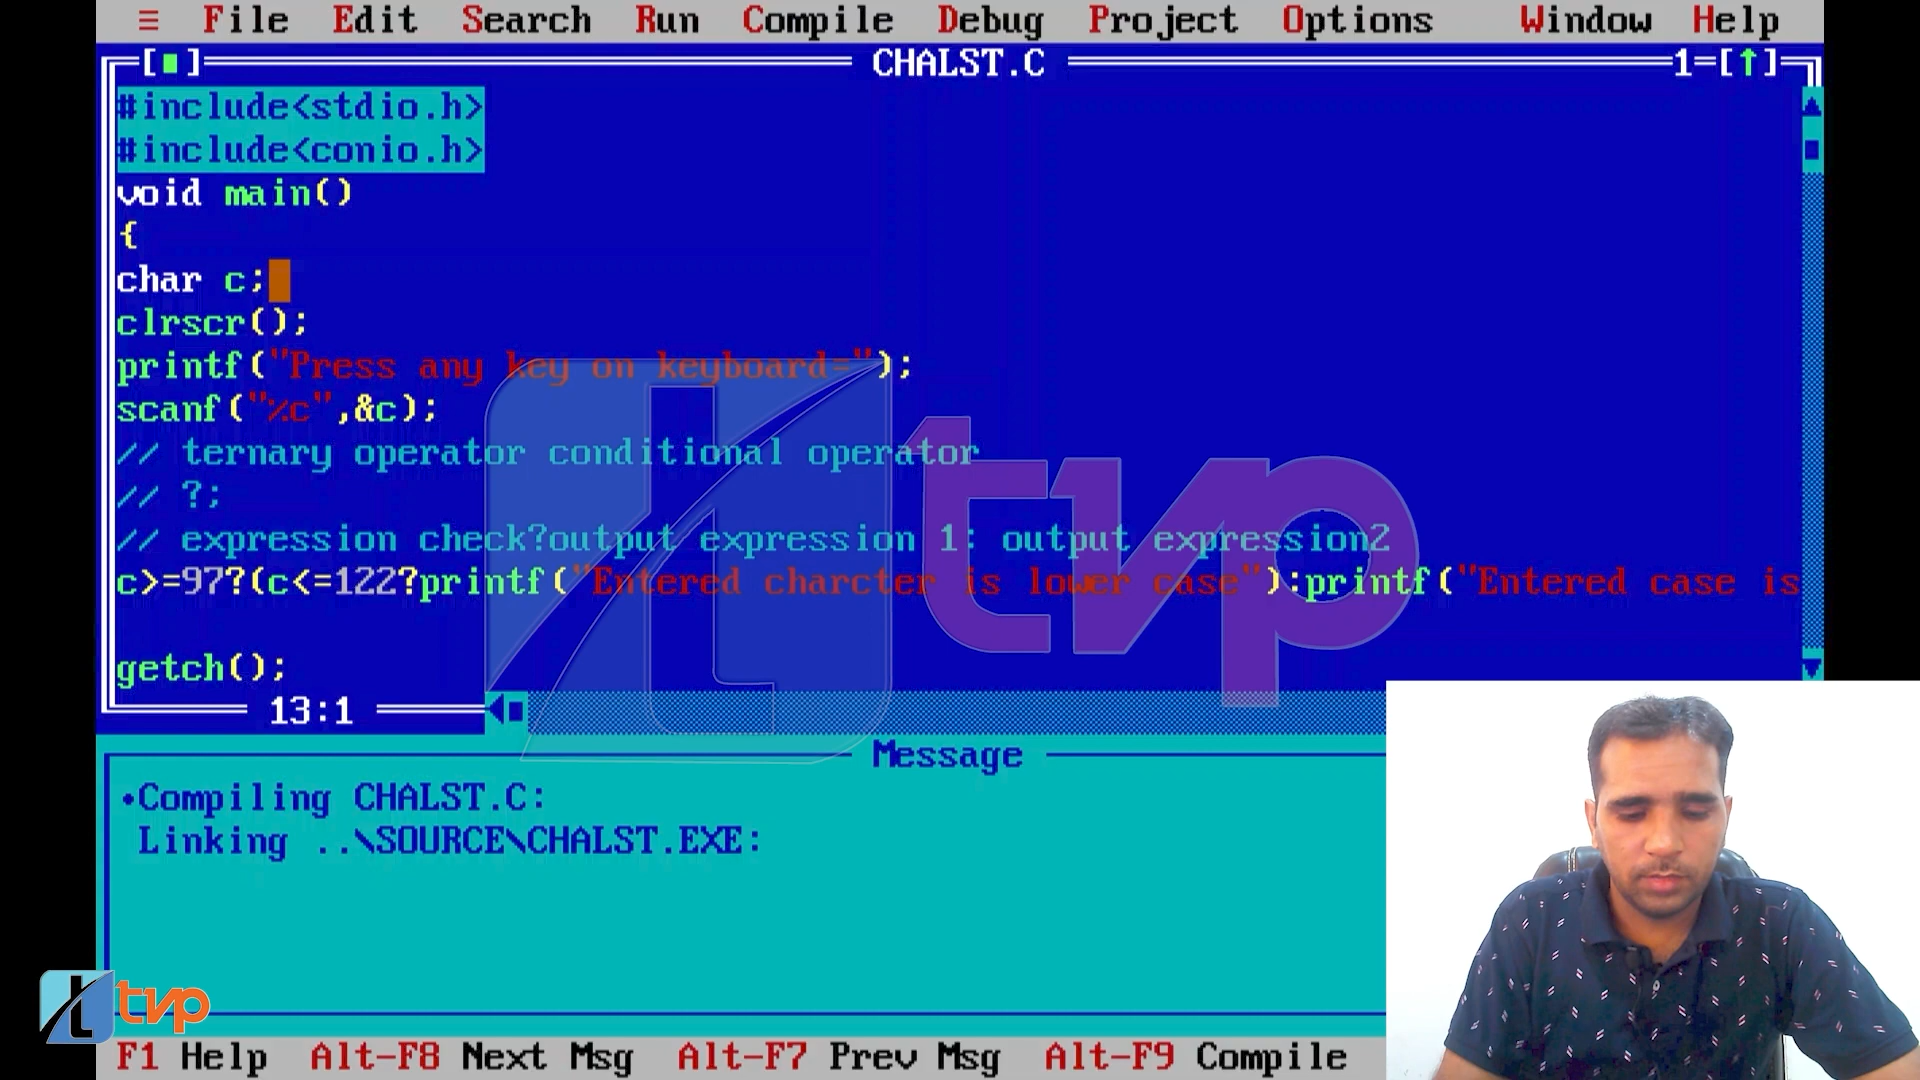 ≡ File Edit Search Run Compile Debug Project Options Window Help
[■] CHALST.C 1=[↑]
#include<stdio.h>
#include<conio.h>
void main()
{
char c;
clrscr();
printf("Press any key on keyboard=");
scanf("%c",&c);
// ternary operator conditional operator
// ?;
// expression check?output expression 1: output expression2
c>=97?(c<=122?printf("Entered charcter is lower case"):printf("Entered case is
getch();
13:1
tvp
Message
•Compiling CHALST.C:
Linking ..\SOURCE\CHALST.EXE:
tvp
F1 Help Alt-F8 Next Msg Alt-F7 Prev Msg Alt-F9 Compile